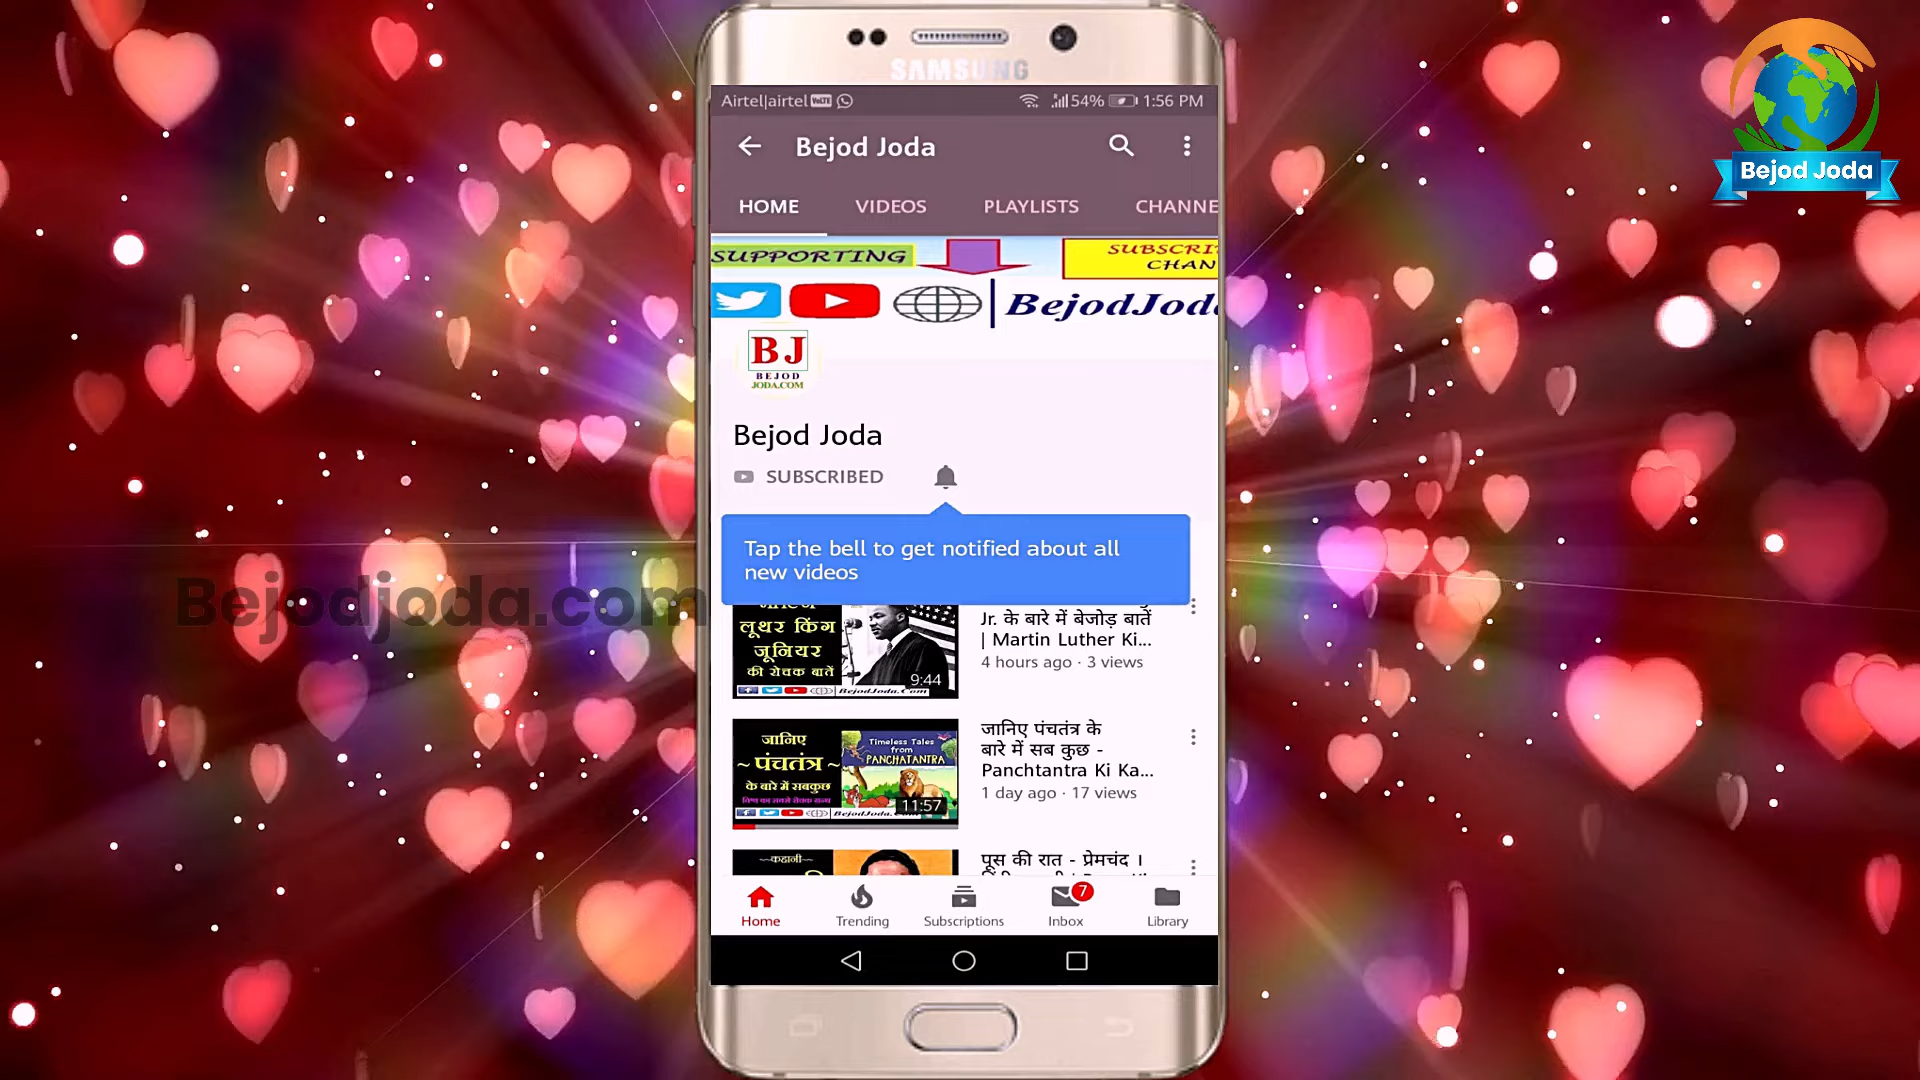 SAMSUNG
Bejod Joda
Airtel|airtel VoLTE 54% 1:56 PM
Bejod Joda
HOME VIDEOS PLAYLISTS CHANNE
SUPPORTING SUBSCRI
CHAN
BejodJod
BJ
BEJOD
JODA.COM
Bejod Joda
SUBSCRIBED
Tap the bell to get notified about all
new videos
Bejodjoda.com
लूथर किंग
जूनियर
की रोचक बातें
9:44
BejodJoda.Com
Jr. के बारे में बेजोड़ बातें
| Martin Luther Ki...
4 hours ago · 3 views
जानिए
~ पंचतंत्र ~
के बारे में सबकुछ
Timeless Tales
from
PANCHATANTRA
11:57
जानिए पंचतंत्र के
बारे में सब कुछ -
Panchtantra Ki Ka...
1 day ago · 17 views
~~कहानी~~
पूस की रात - प्रेमचंद ।
Home Trending Subscriptions Inbox 7 Library